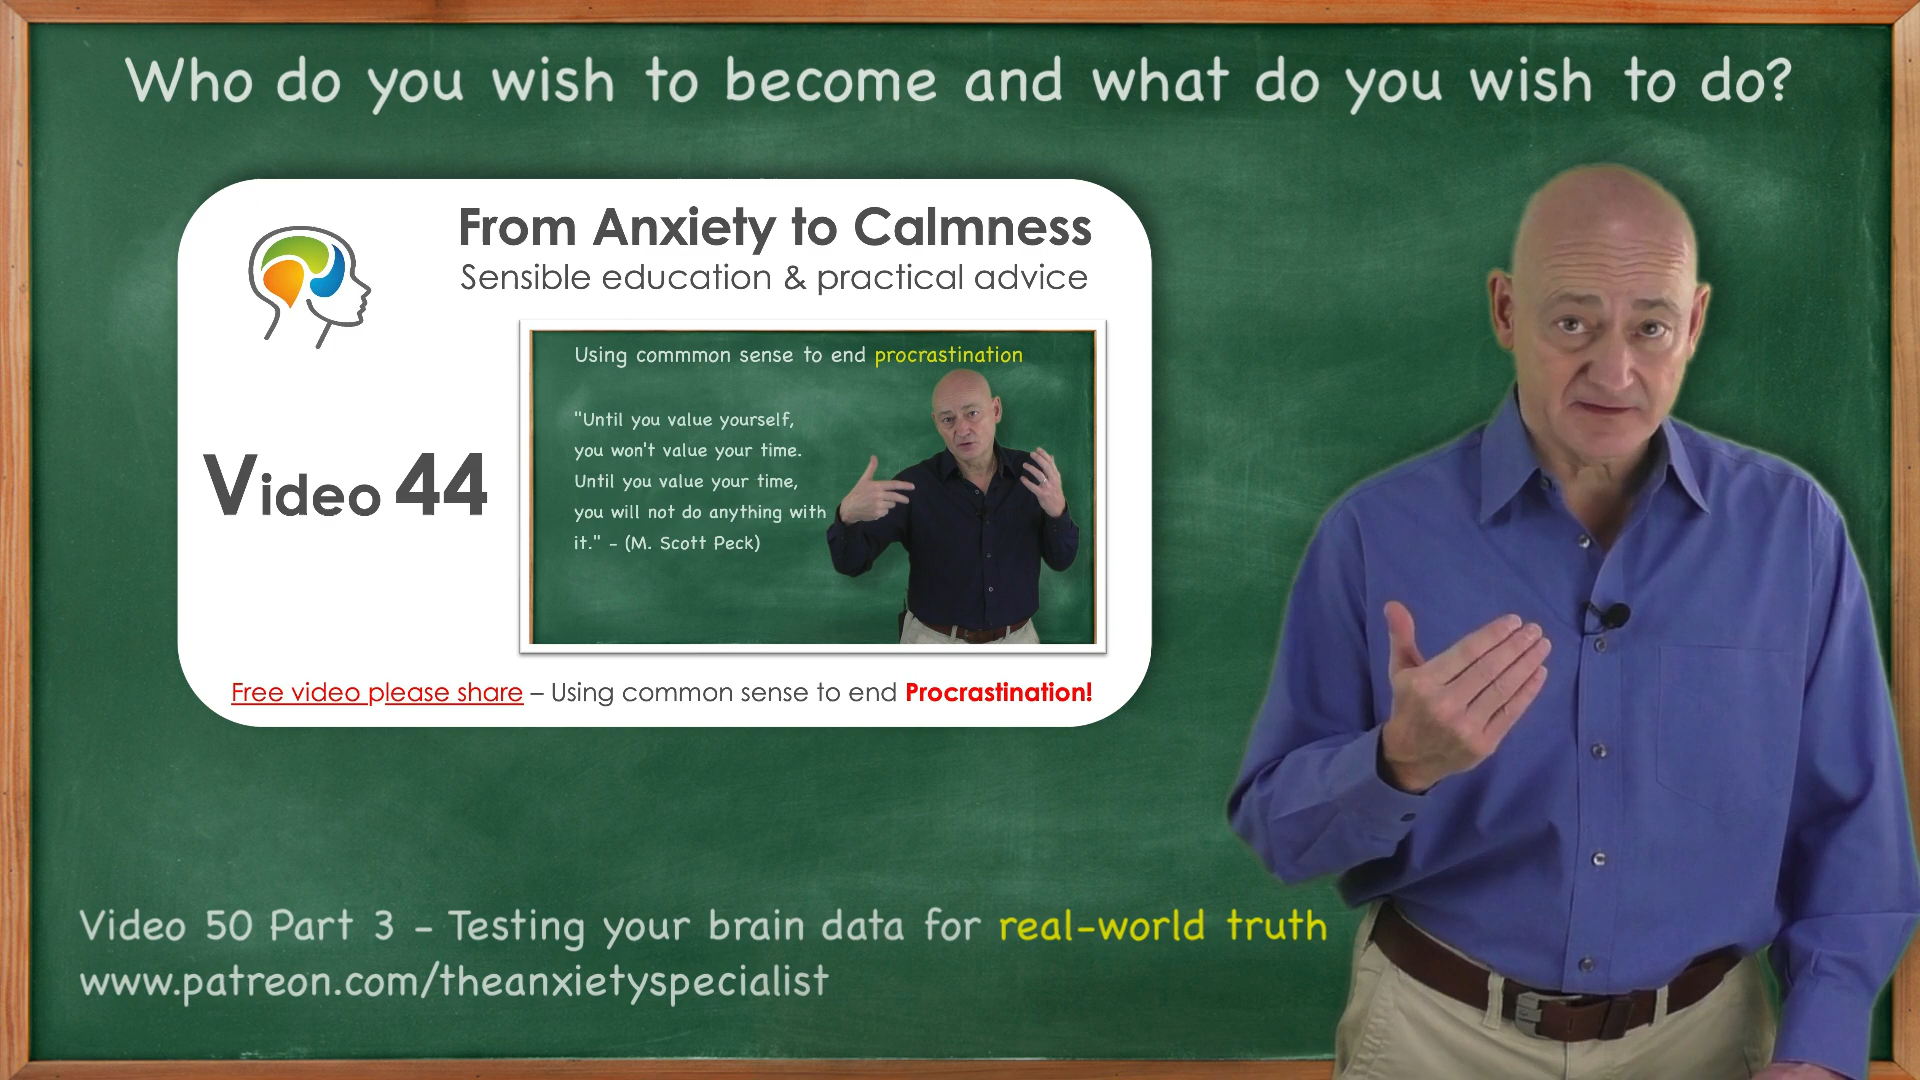 Who do you wish to become and what do you wish to do?
From Anxiety to Calmness
Sensible education & practical advice
Video 44
Using commmon sense to end procrastination
"Until you value yourself,
you won't value your time.
Until you value your time,
you will not do anything with
it." - (M. Scott Peck)
Free video please share – Using common sense to end Procrastination!
Video 50 Part 3 - Testing your brain data for real-world truth
www.patreon.com/theanxietyspecialist